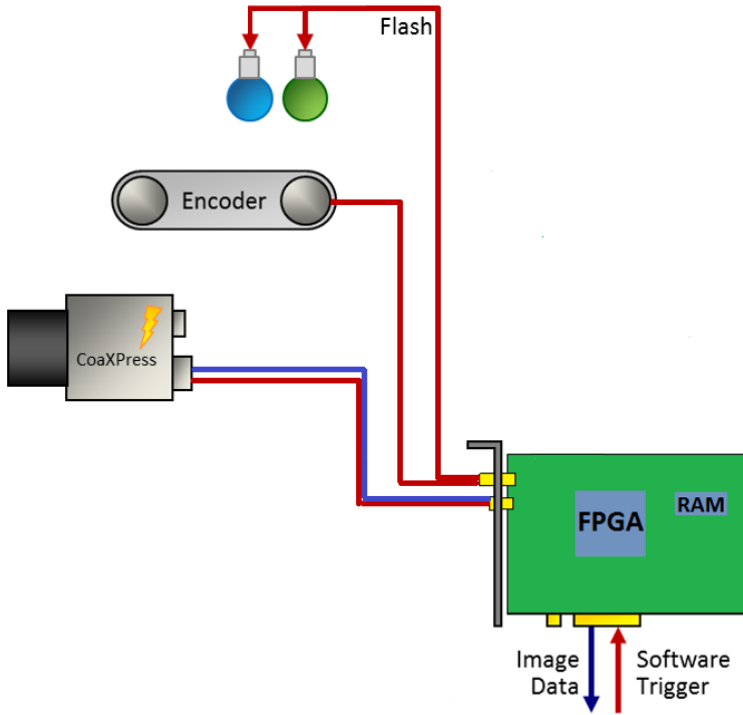 Flash
Encoder
CoaXPress
FPGA
RAM
Image
Data
Software
Trigger